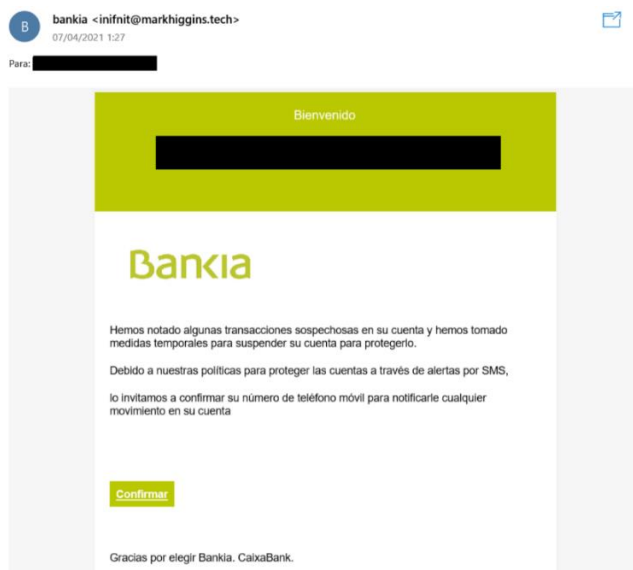 B
bankia <inifnit@markhiggins.tech>
07/04/2021 1:27
Para:
Bienvenido
Bankia
Hemos notado algunas transacciones sospechosas en su cuenta y hemos tomado
medidas temporales para suspender su cuenta para protegerlo.
Debido a nuestras políticas para proteger las cuentas a través de alertas por SMS,
lo invitamos a confirmar su número de teléfono móvil para notificarle cualquier
movimiento en su cuenta
Confirmar
Gracias por elegir Bankia. CaixaBank.